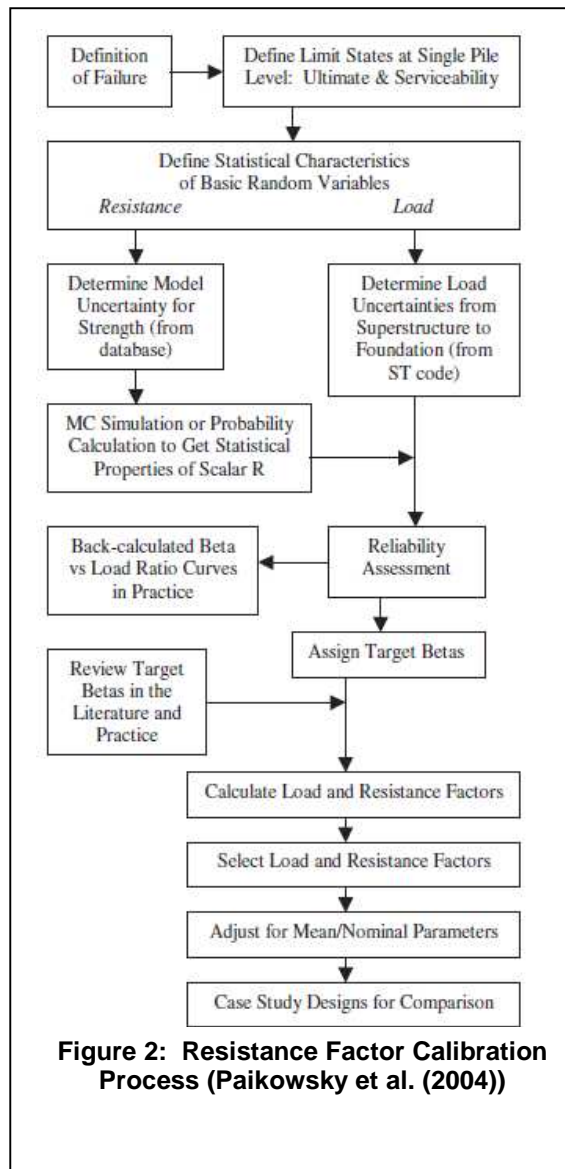 Definition
of Failure
Define Limit States at Single Pile
Level: Ultimate & Serviceability
Define Statistical Characteristics
of Basic Random Variables
Resistance
Load
Determine Model
Uncertainty for
Strength (from
database)
Determine Load
Uncertainties from
Superstructure to
Foundation (from
ST code)
MC Simulation or Probability
Calculation to Get Statistical
Properties of Scalar R
Back-calculated Beta
vs Load Ratio Curves
in Practice
Reliability
Assessment
Assign Target Betas
Review Target
Betas in the
Literature and
Practice
Calculate Load and Resistance Factors
Select Load and Resistance Factors
Adjust for Mean/Nominal Parameters
Case Study Designs for Comparison
Figure 2: Resistance Factor Calibration
Process (Paikowsky et al. (2004))